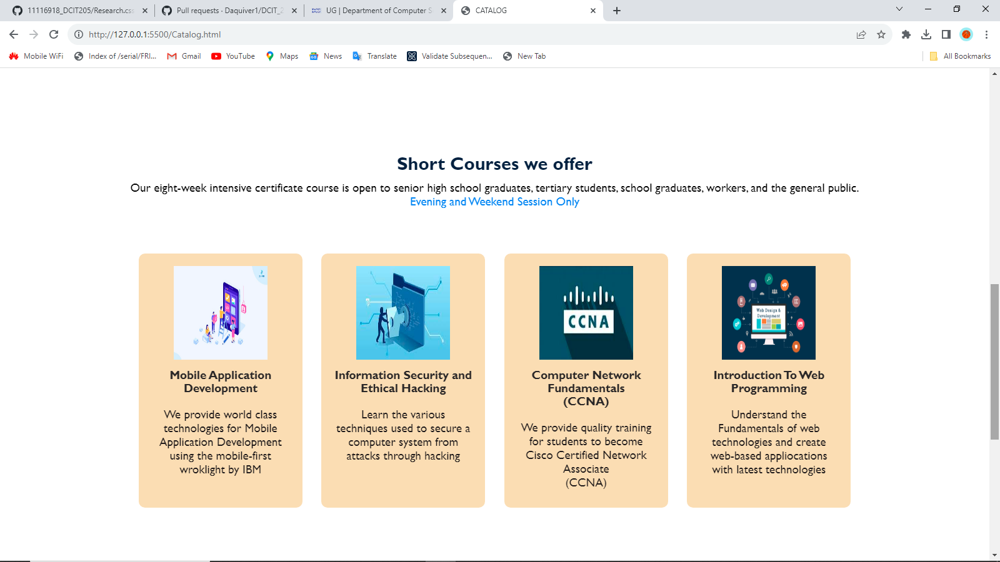 11116918_DCIT205/Research.css
Pull requests · Daquiver1/DCIT_2
UG | Department of Computer S
CATALOG
http://127.0.0.1:5500/Catalog.html
Mobile WiFi
Index of /serial/FRI...
Gmail
YouTube
Maps
News
Translate
Validate Subsequen...
New Tab
All Bookmarks
Short Courses we offer
Our eight-week intensive certificate course is open to senior high school graduates, tertiary students, school graduates, workers, and the general public.
Evening and Weekend Session Only
Mobile Application
Development
We provide world class
technologies for Mobile
Application Development
using the mobile-first
wroklight by IBM
Information Security and
Ethical Hacking
Learn the various
techniques used to secure a
computer system from
attacks through hacking
CCNA
Computer Network
Fundamentals
(CCNA)
We provide quality training
for students to become
Cisco Certified Network
Associate
(CCNA)
Web Design &
Development
Introduction To Web
Programming
Understand the
Fundamentals of web
technologies and create
web-based appliocations
with latest technologies